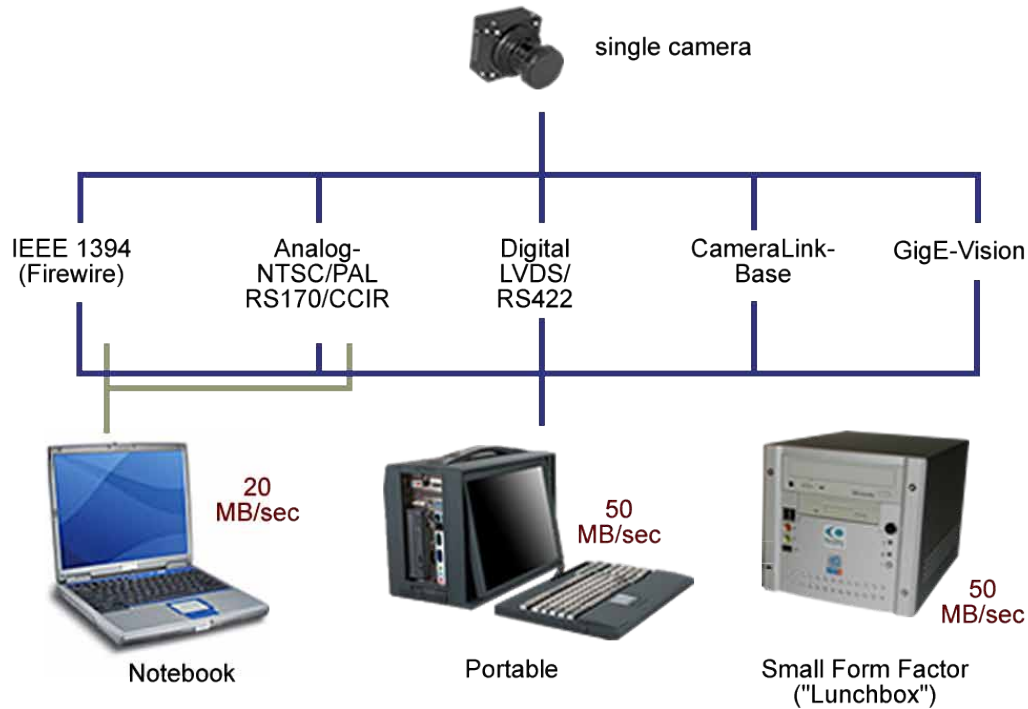 single camera
IEEE 1394
(Firewire)
Analog-
NTSC/PAL
RS170/CCIR
Digital
LVDS/
RS422
CameraLink-
Base
GigE-Vision
20
MB/sec
50
MB/sec
50
MB/sec
Notebook
Portable
Small Form Factor
("Lunchbox")